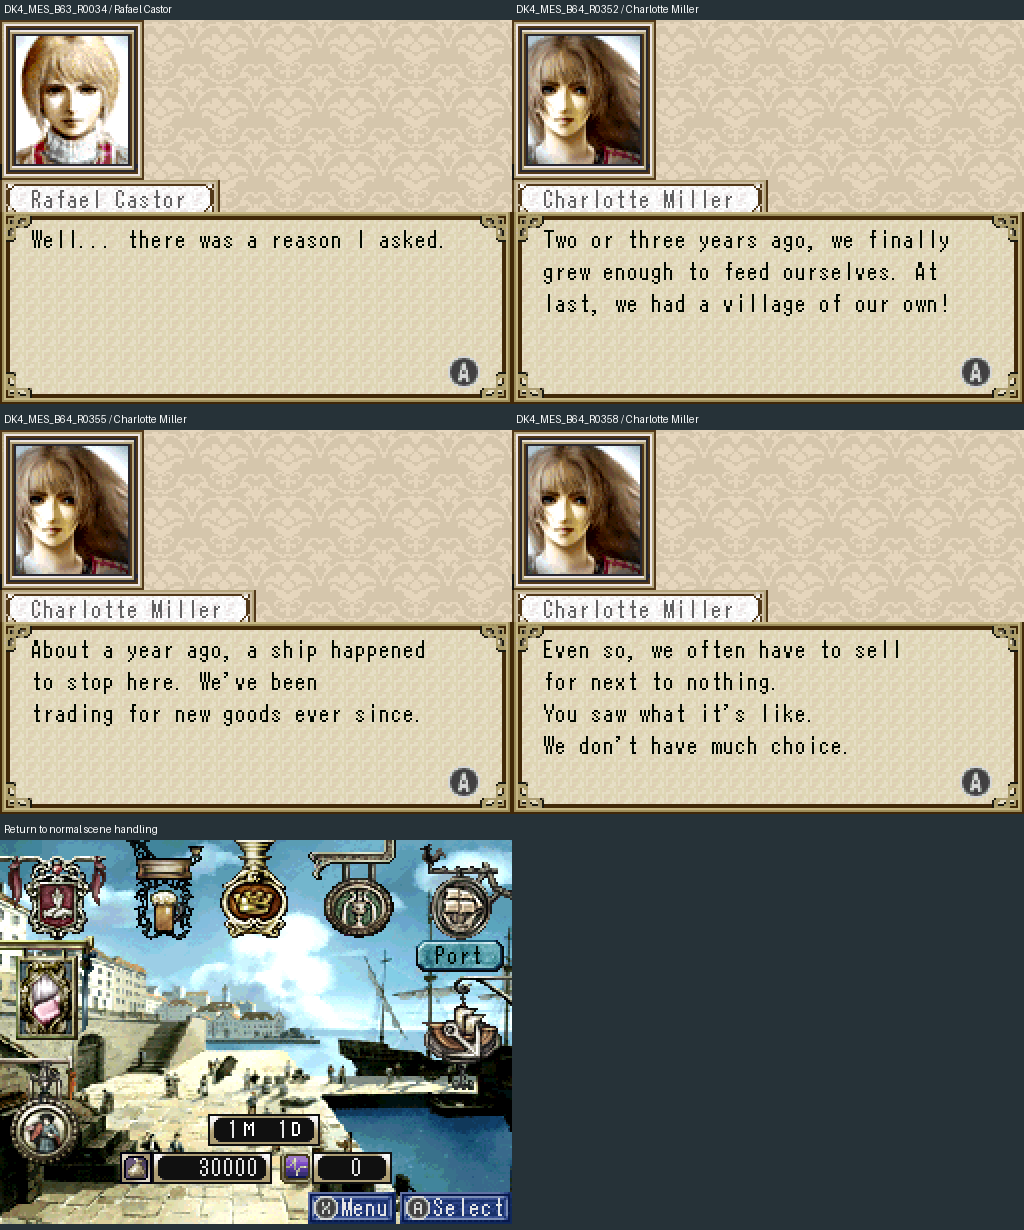 DK4_MES_B63_R0034 / Rafael Castor
Rafael Castor
Well... there was a reason I asked.
A
DK4_MES_B64_R0352 / Charlotte Miller
Charlotte Miller
Two or three years ago, we finally
grew enough to feed ourselves. At
last, we had a village of our own!
A
DK4_MES_B64_R0355 / Charlotte Miller
Charlotte Miller
About a year ago, a ship happened
to stop here. We've been
trading for new goods ever since.
A
DK4_MES_B64_R0358 / Charlotte Miller
Charlotte Miller
Even so, we often have to sell
for next to nothing.
You saw what it's like.
We don't have much choice.
A
Return to normal scene handling
Port
1M 1D
30000
0
X Menu
A Select